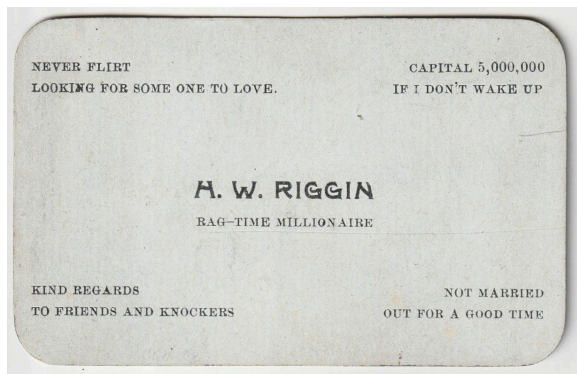 NEVER FLIRT
LOOKING FOR SOME ONE TO LOVE.
CAPITAL 5,000,000
IF I DON'T WAKE UP
H. W. RIGGIN
RAG-TIME MILLIONAIRE
KIND REGARDS
TO FRIENDS AND KNOCKERS
NOT MARRIED
OUT FOR A GOOD TIME